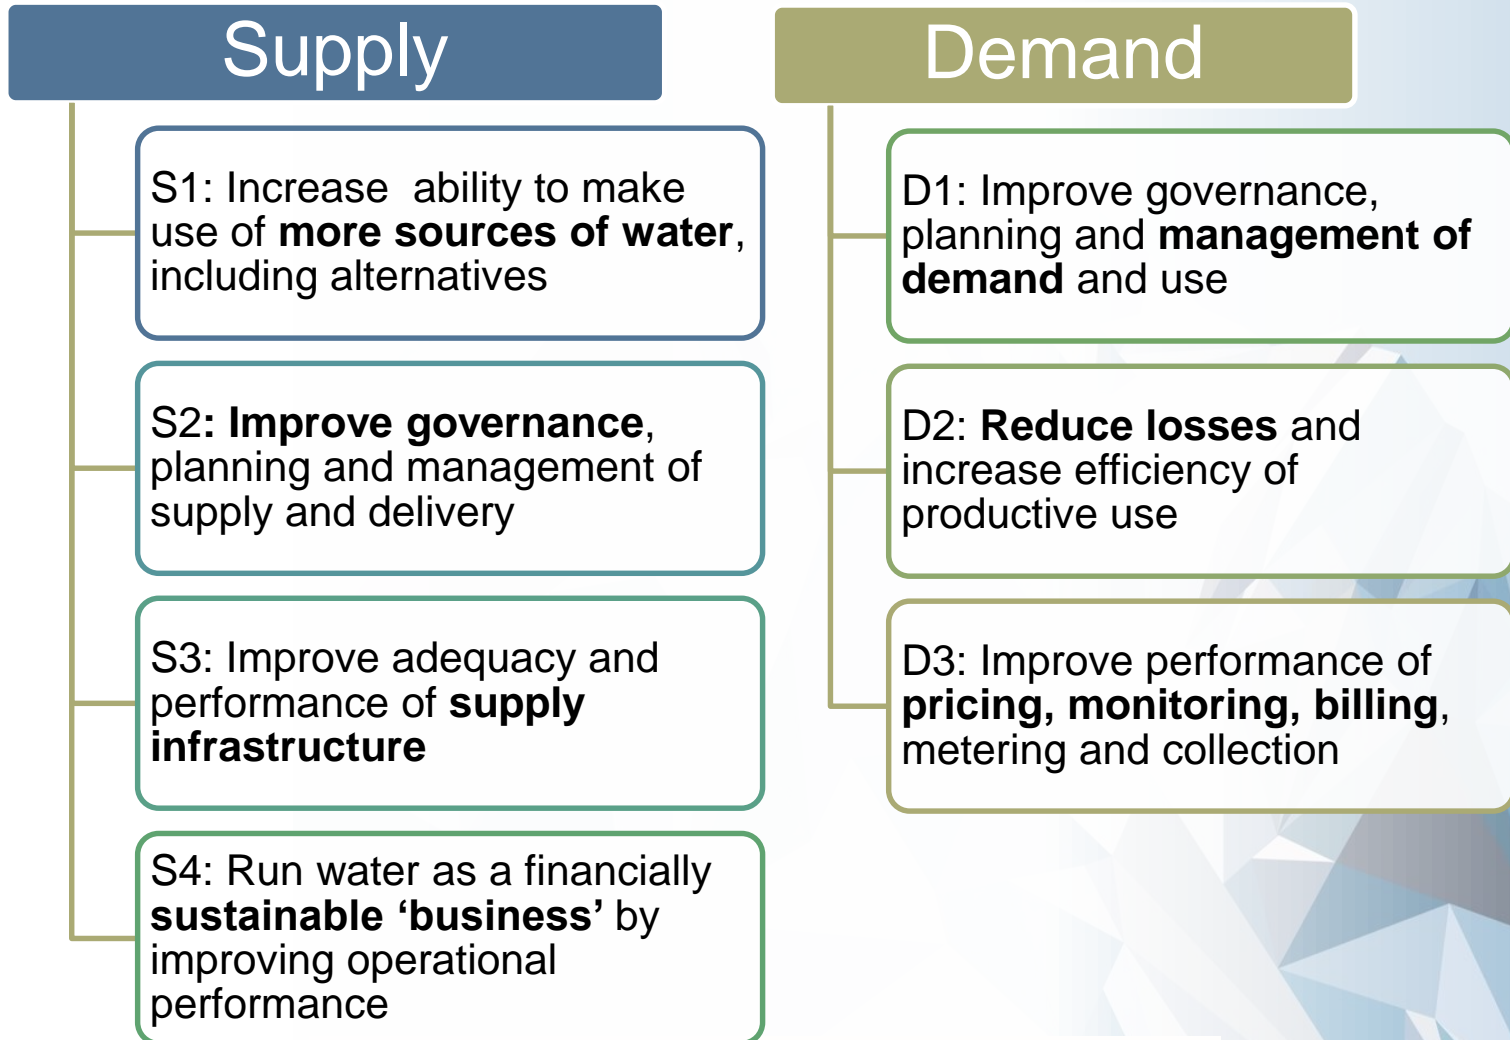 Supply
S1: Increase  ability to make
use of more sources of water,
including alternatives
S2: Improve governance,
planning and management of
supply and delivery
S3: Improve adequacy and
performance of supply
infrastructure
S4: Run water as a financially
sustainable ‘business’ by
improving operational
performance
Demand
D1: Improve governance,
planning and management of
demand and use
D2: Reduce losses and
increase efficiency of
productive use
D3: Improve performance of
pricing, monitoring, billing,
metering and collection